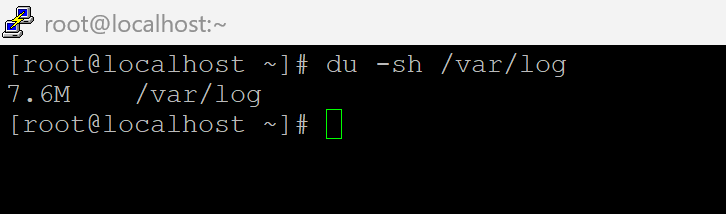 root@localhost:~
[root@localhost ~]# du -sh /var/log
7.6M    /var/log
[root@localhost ~]#